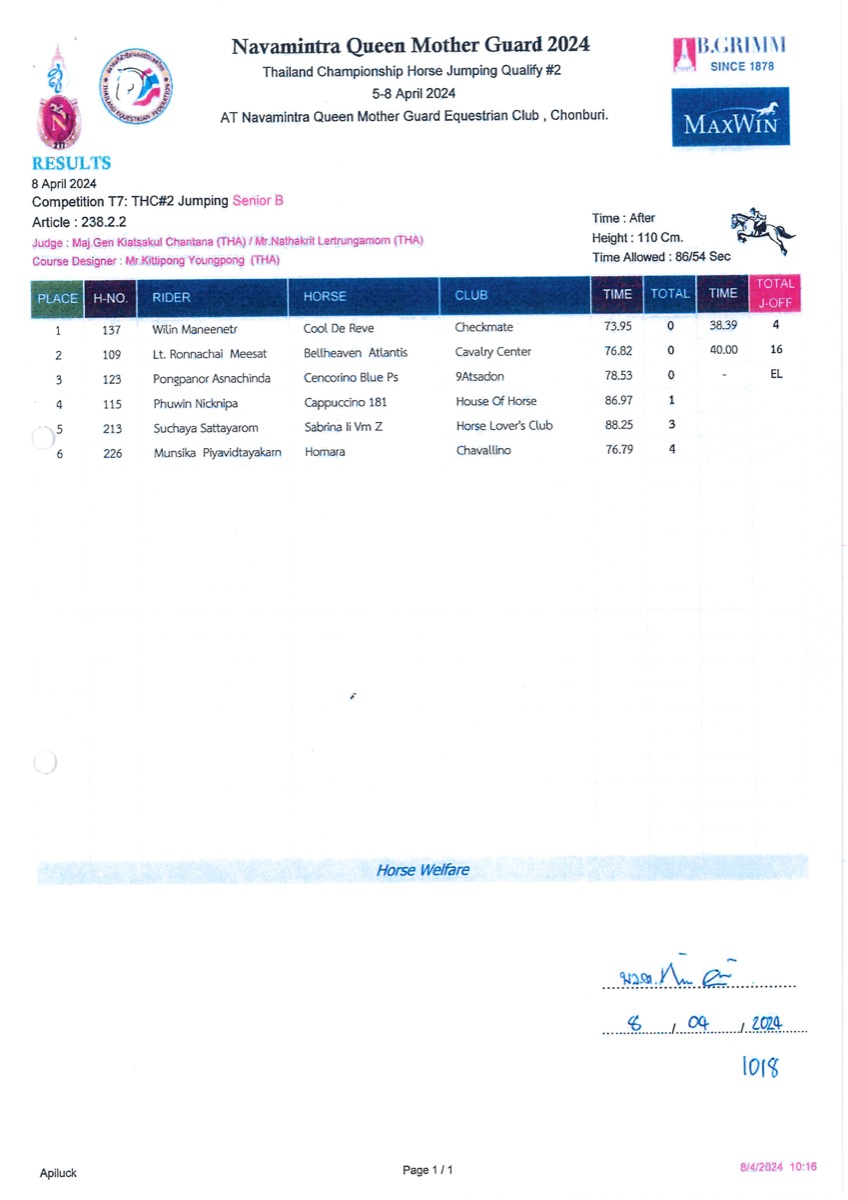 Navamintra Queen Mother Guard 2024
Thailand Championship Horse Jumping Qualify #2
5-8 April 2024
AT Navamintra Queen Mother Guard Equestrian Club , Chonburi.
B.GRIMM
SINCE 1878
MAXWIN
THAILAND EQUESTRIAN FEDERATION
RESULTS
8 April 2024
Competition T7: THC#2 Jumping Senior B
Article : 238.2.2
Judge : Maj.Gen Kiatsakul Chantana (THA) / Mr.Nathakrit Lertrungamorn (THA)
Course Designer : Mr.Kittipong Youngpong (THA)
Time : After
Height : 110 Cm.
Time Allowed : 86/54 Sec
PLACE H-NO. RIDER HORSE CLUB TIME TOTAL TIME TOTAL J-OFF
1 137 Wilin Maneenetr Cool De Reve Checkmate 73.95 0 38.39 4
2 109 Lt. Ronnachai Meesat Bellheaven Atlantis Cavalry Center 76.82 0 40.00 16
3 123 Pongpanor Asnachinda Cencorino Blue Ps 9Atsadon 78.53 0 - EL
4 115 Phuwin Nicknipa Cappuccino 181 House Of Horse 86.97 1
5 213 Suchaya Sattayarom Sabrina Ii Vm Z Horse Lover's Club 88.25 3
6 226 Munsika Piyavidtayakarn Homara Chavallino 76.79 4
Horse Welfare
8 / 04 / 2024
1018
Apiluck
Page 1 / 1
8/4/2024 10:16